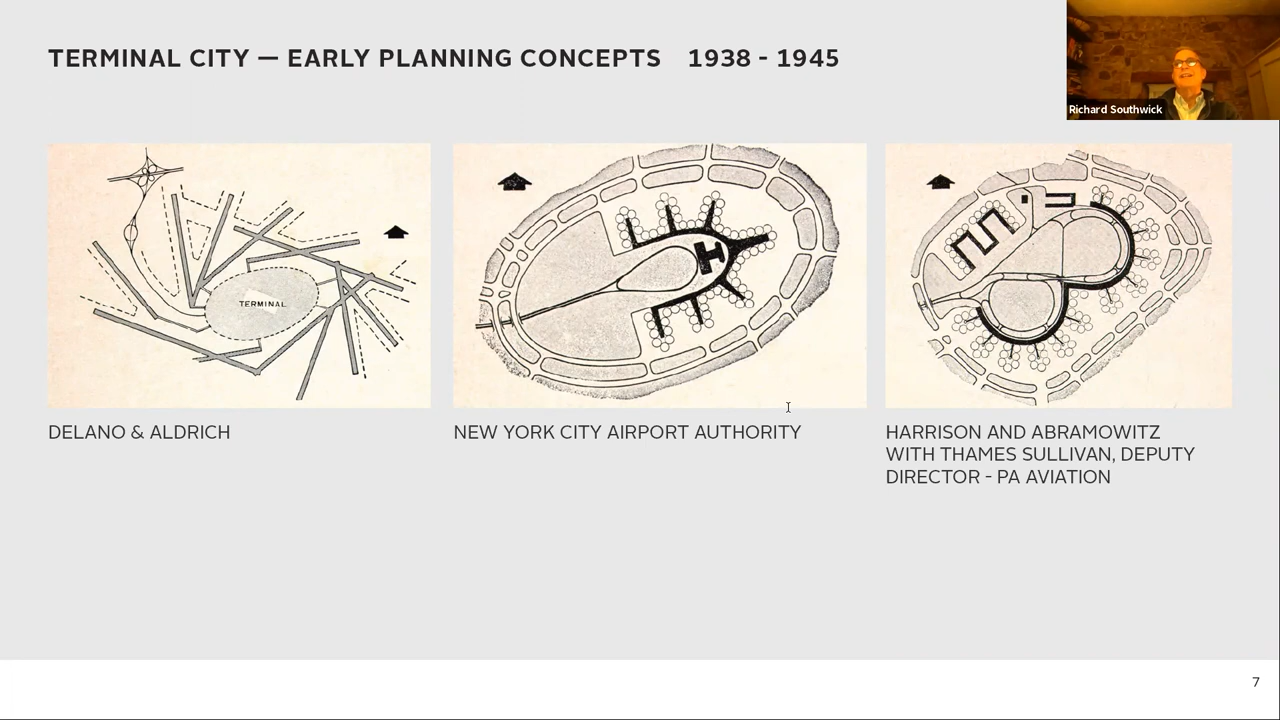 TERMINAL CITY — EARLY PLANNING CONCEPTS 1938 - 1945
Richard Southwick
TERMINAL
DELANO & ALDRICH
NEW YORK CITY AIRPORT AUTHORITY
HARRISON AND ABRAMOWITZ
WITH THAMES SULLIVAN, DEPUTY
DIRECTOR - PA AVIATION
7